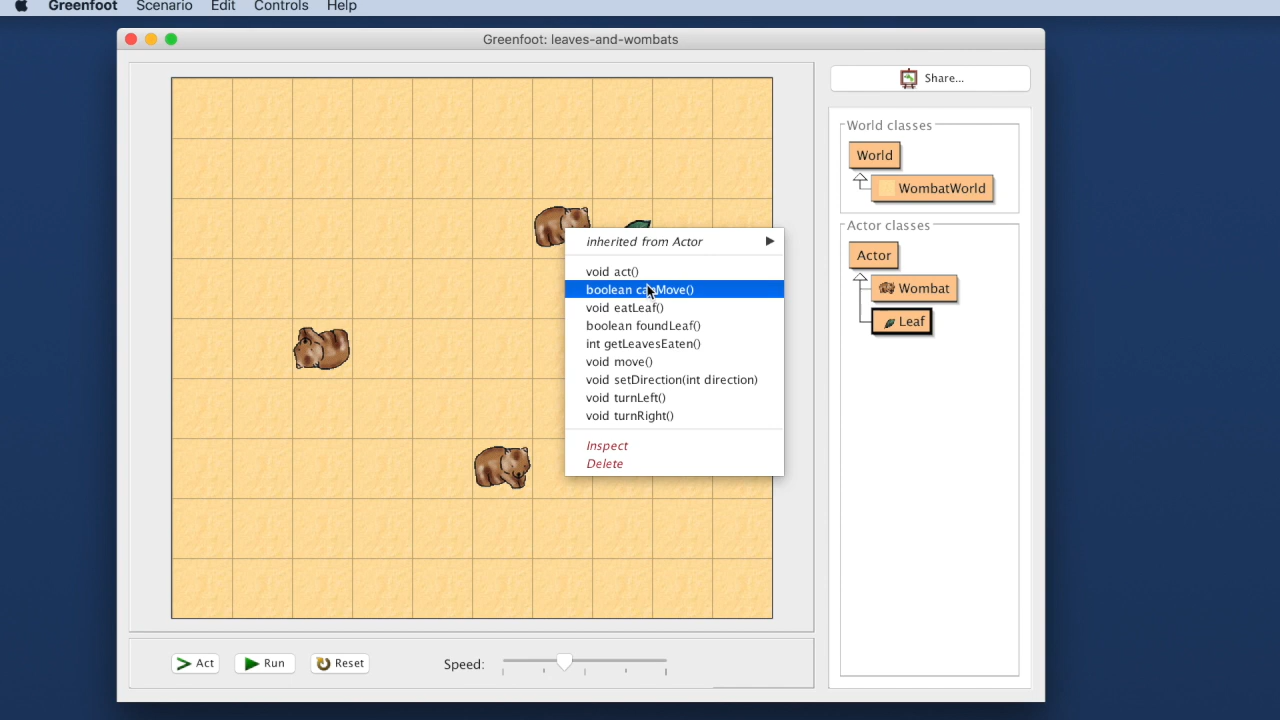 Greenfoot Scenario Edit Controls Help
Greenfoot: leaves-and-wombats
Share...
World classes
World
WombatWorld
Actor classes
Actor
Wombat
Leaf
inherited from Actor
void act()
boolean canMove()
void eatLeaf()
boolean foundLeaf()
int getLeavesEaten()
void move()
void setDirection(int direction)
void turnLeft()
void turnRight()
Inspect
Delete
Act Run Reset Speed: